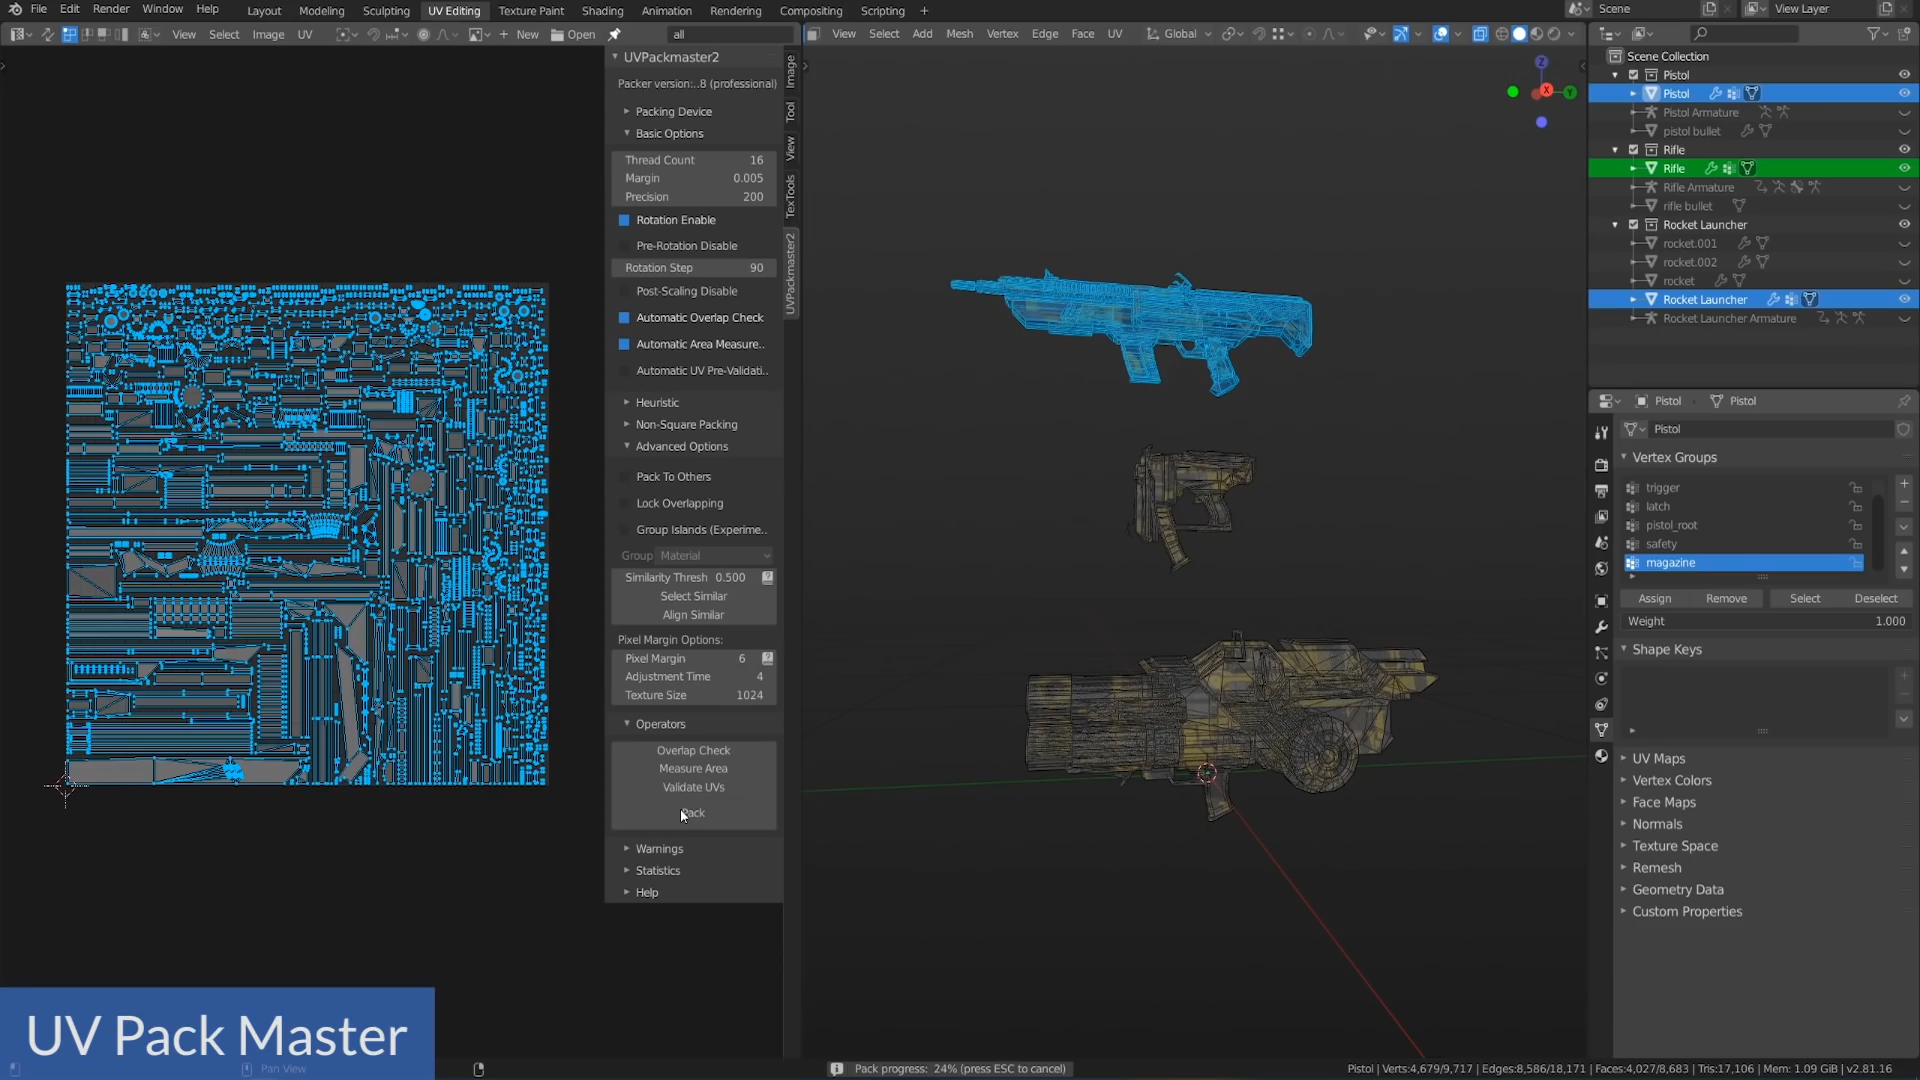 File Edit Render Window Help Layout Modeling Sculpting UV Editing Texture Paint Shading Animation Rendering Compositing Scripting + Scene View Layer
View Select Image UV New Open all
View Select Add Mesh Vertex Edge Face UV Global
UVPackmaster2
Packer version:..8 (professional)
Packing Device
Basic Options
Thread Count 16
Margin 0.005
Precision 200
Rotation Enable
Pre-Rotation Disable
Rotation Step 90
Post-Scaling Disable
Automatic Overlap Check
Automatic Area Measure..
Automatic UV Pre-Validati..
Heuristic
Non-Square Packing
Advanced Options
Pack To Others
Lock Overlapping
Group Islands (Experime..
Group Material
Similarity Thresh 0.500 ?
Select Similar
Align Similar
Pixel Margin Options:
Pixel Margin 6 ?
Adjustment Time 4
Texture Size 1024
Operators
Overlap Check
Measure Area
Validate UVs
Pack
Warnings
Statistics
Help
Image
Tool
View
TexTools
UVPackmaster2
Z
X
Y
Scene Collection
Pistol
Pistol
Pistol Armature
pistol bullet
Rifle
Rifle
Rifle Armature
rifle bullet
Rocket Launcher
rocket.001
rocket.002
rocket
Rocket Launcher
Rocket Launcher Armature
Pistol Pistol
Pistol
Vertex Groups
trigger
latch
pistol_root
safety
magazine
Assign Remove Select Deselect
Weight 1.000
Shape Keys
UV Maps
Vertex Colors
Face Maps
Normals
Texture Space
Remesh
Geometry Data
Custom Properties
UV Pack Master
Pan View
Pack progress: 24% (press ESC to cancel)
Pistol | Verts:4,679/9,717 | Edges:8,586/18,171 | Faces:4,027/8,683 | Tris:17,106 | Mem: 1.09 GiB | v2.81.16